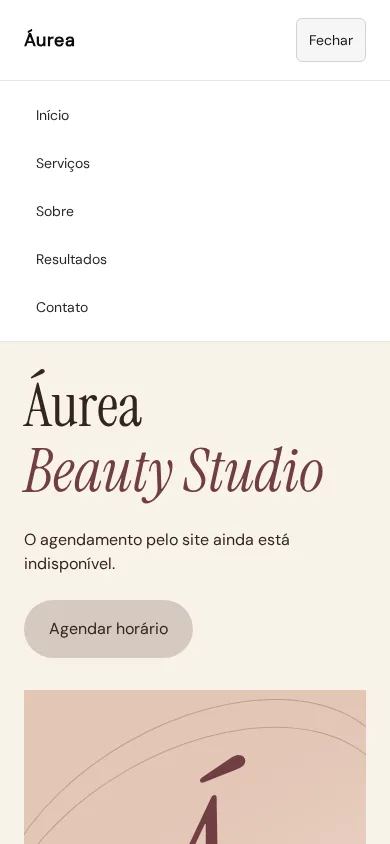 Áurea
Fechar
Início
Serviços
Sobre
Resultados
Contato
Áurea
Beauty Studio
O agendamento pelo site ainda está
indisponível.
Agendar horário
Á